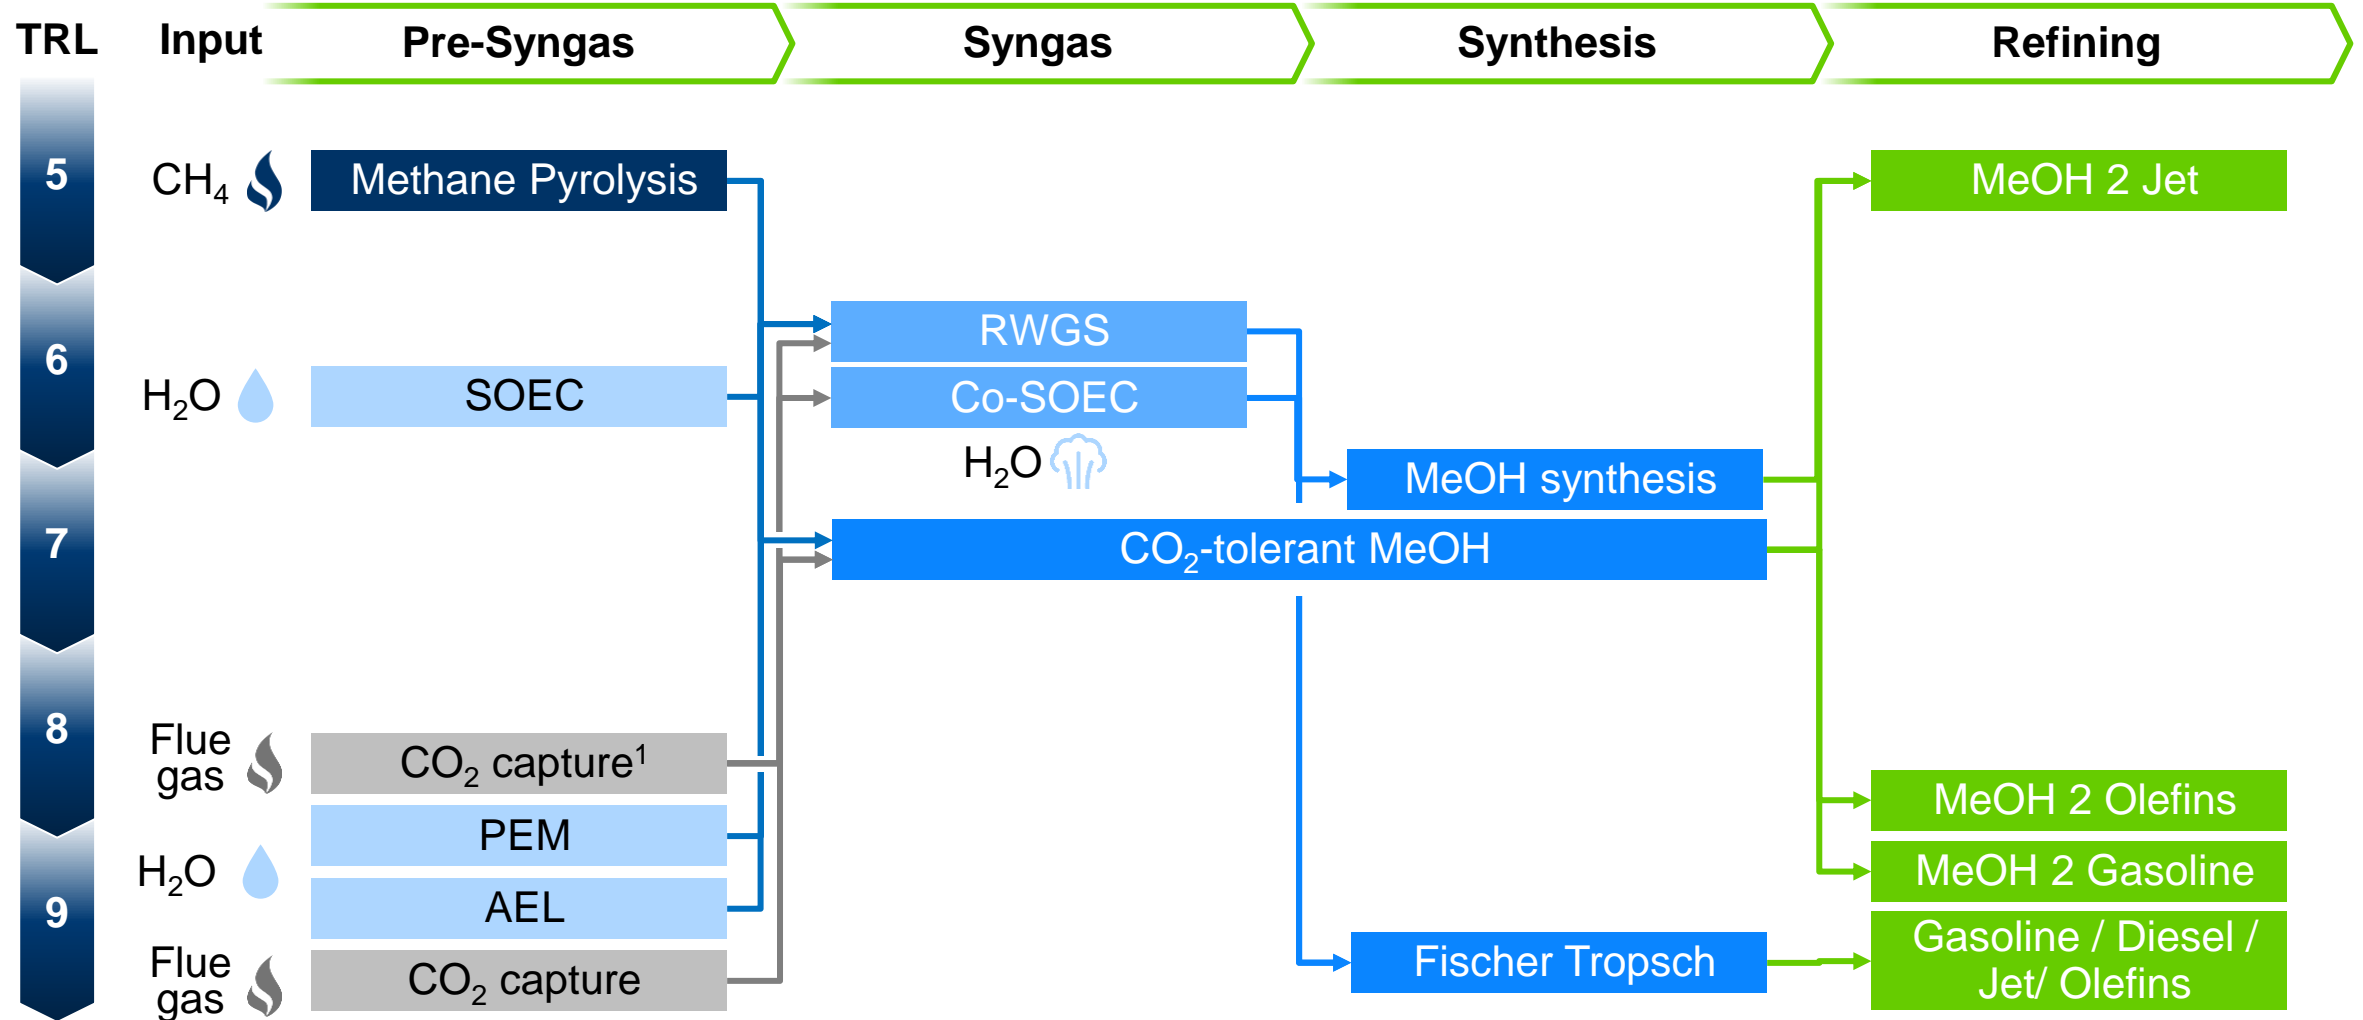 TRL Input Pre-Syngas Syngas Synthesis Refining
5
CH₄ Methane Pyrolysis
MeOH 2 Jet
RWGS
6
H₂O SOEC
Co-SOEC
H₂O
MeOH synthesis
7
CO₂-tolerant MeOH
8
Flue
gas
CO₂ capture¹
MeOH 2 Olefins
PEM
H₂O
MeOH 2 Gasoline
9
AEL
Flue
gas
CO₂ capture
Fischer Tropsch
Gasoline / Diesel /
Jet/ Olefins